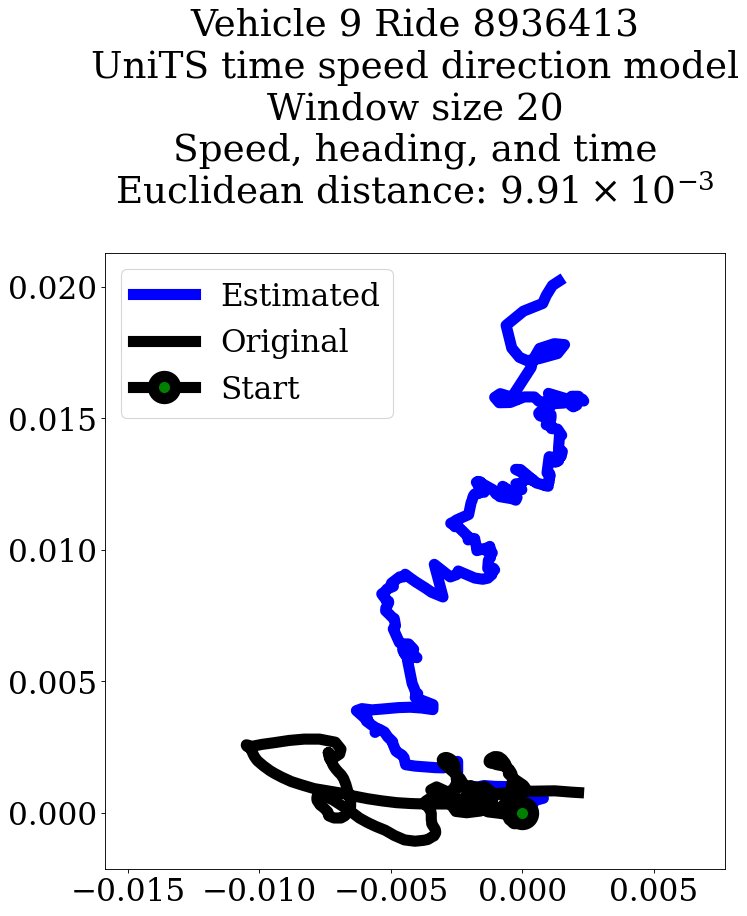 Vehicle 9 Ride 8936413
UniTS time speed direction model
Window size 20
Speed, heading, and time
Euclidean distance: 9.91 × 10⁻³
Estimated
Original
Start
0.020
0.015
0.010
0.005
0.000
−0.015 −0.010 −0.005 0.000 0.005